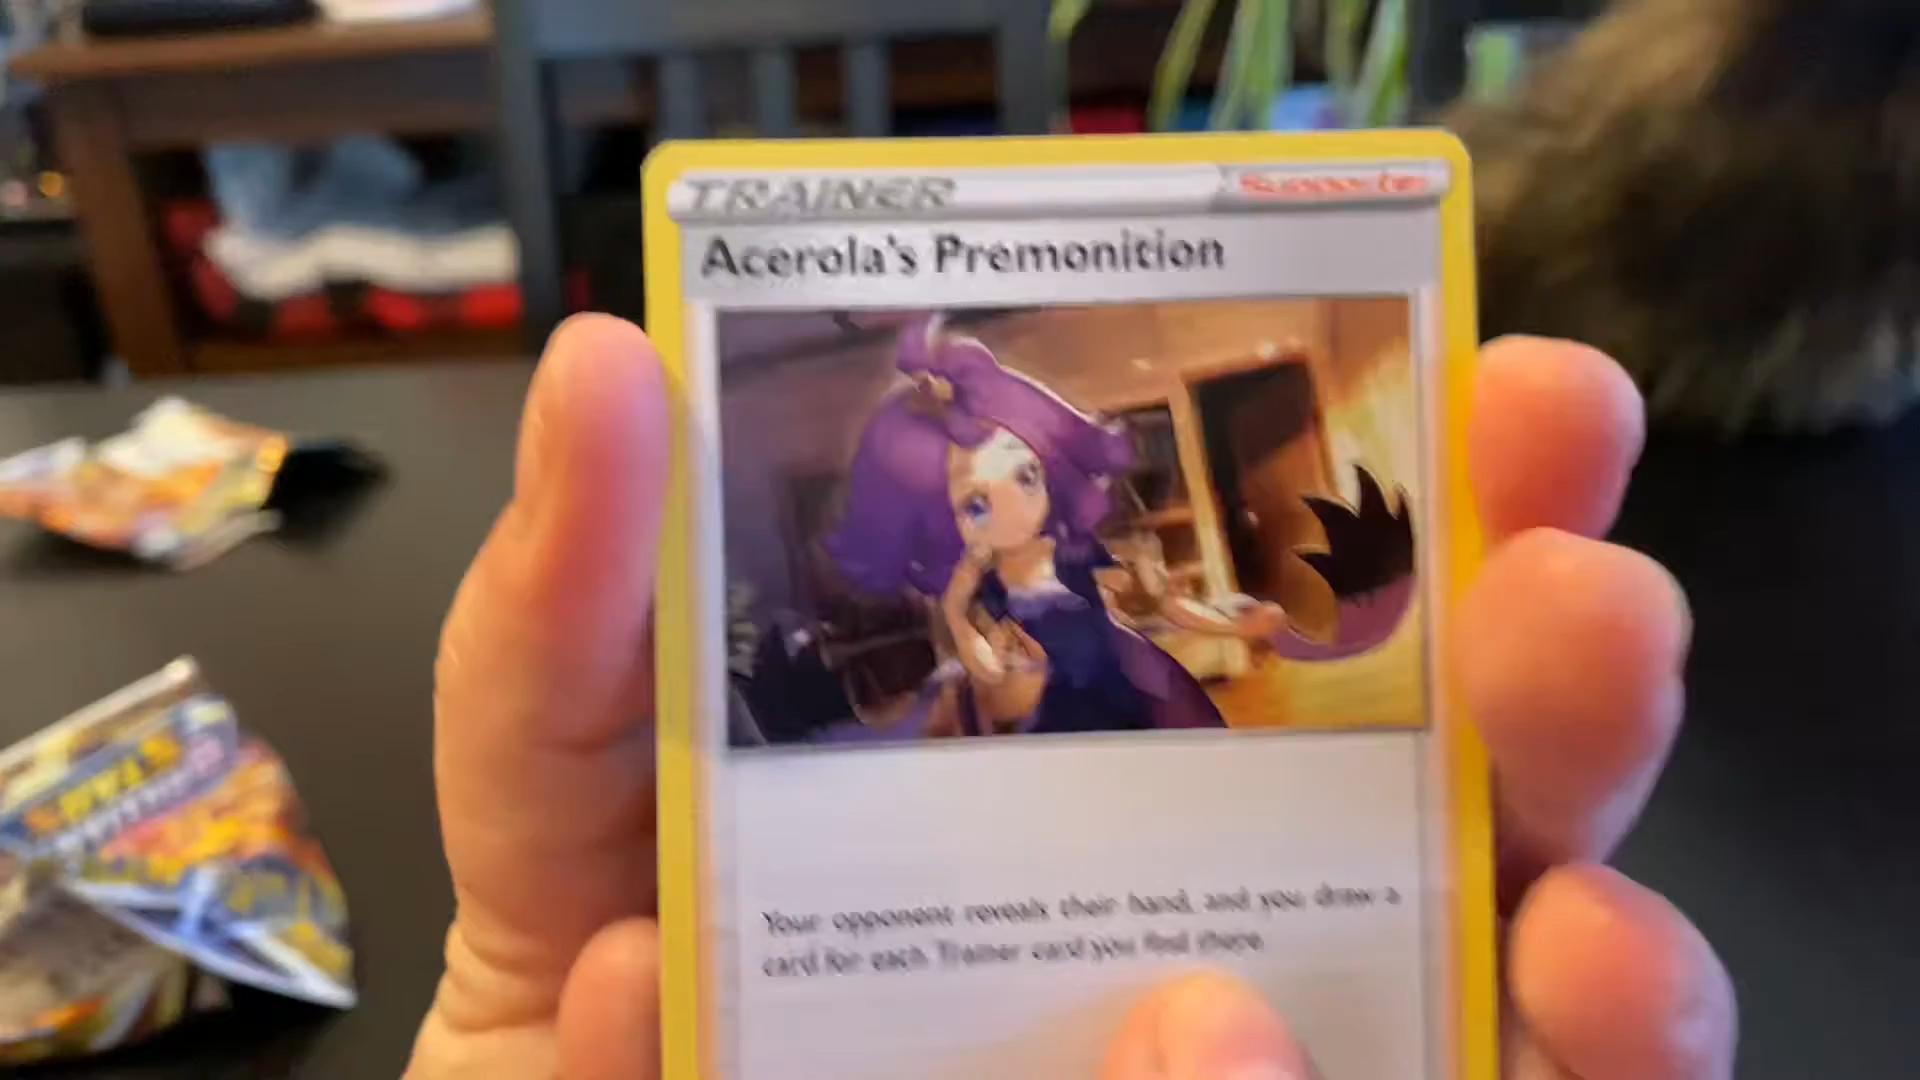 TRAINER
Supporter
Acerola's Premonition
Your opponent reveals their hand, and you draw a
card for each Trainer card you find there.